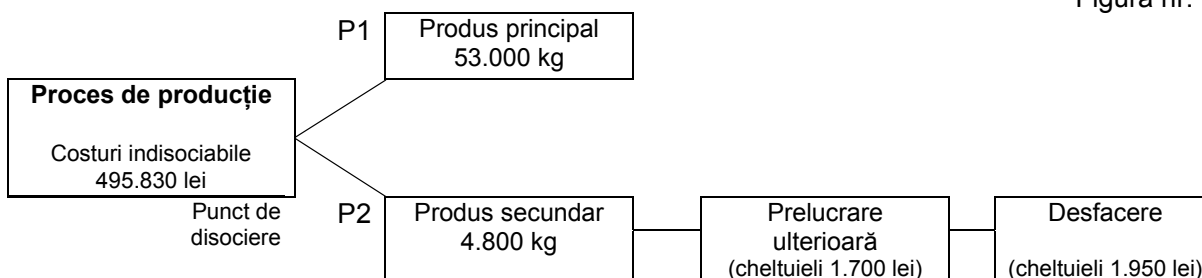 Figura nr.
P1
Produs principal
53.000 kg
Proces de producție
Costuri indisociabile
495.830 lei
Punct de
disociere
P2
Produs secundar
4.800 kg
Prelucrare
ulterioară
(cheltuieli 1.700 lei)
Desfacere
(cheltuieli 1.950 lei)